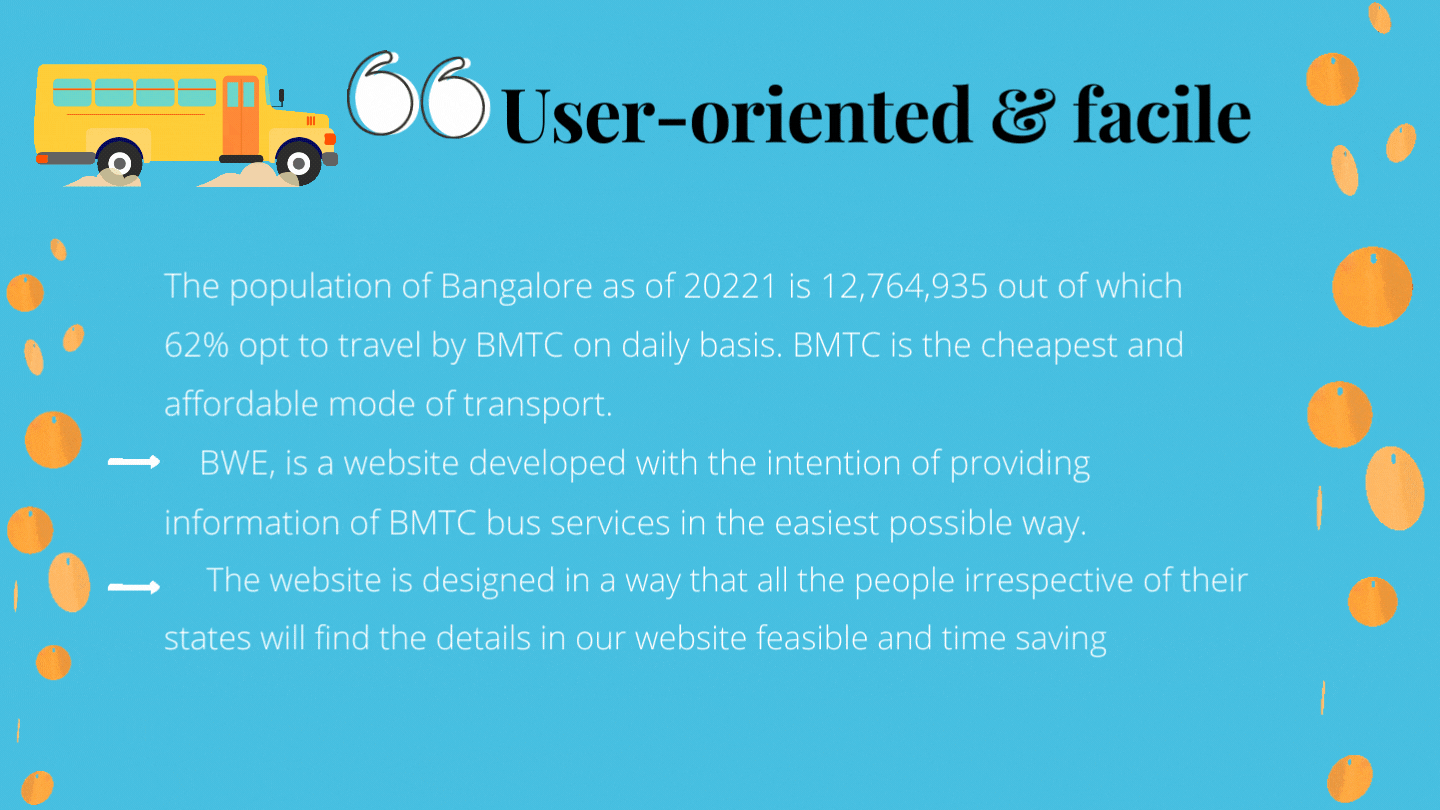 User-oriented & facile
The population of Bangalore as of 20221 is 12,764,935 out of which
62% opt to travel by BMTC on daily basis. BMTC is the cheapest and
affordable mode of transport.
BWE, is a website developed with the intention of providing
information of BMTC bus services in the easiest possible way.
The website is designed in a way that all the people irrespective of their
states will find the details in our website feasible and time saving